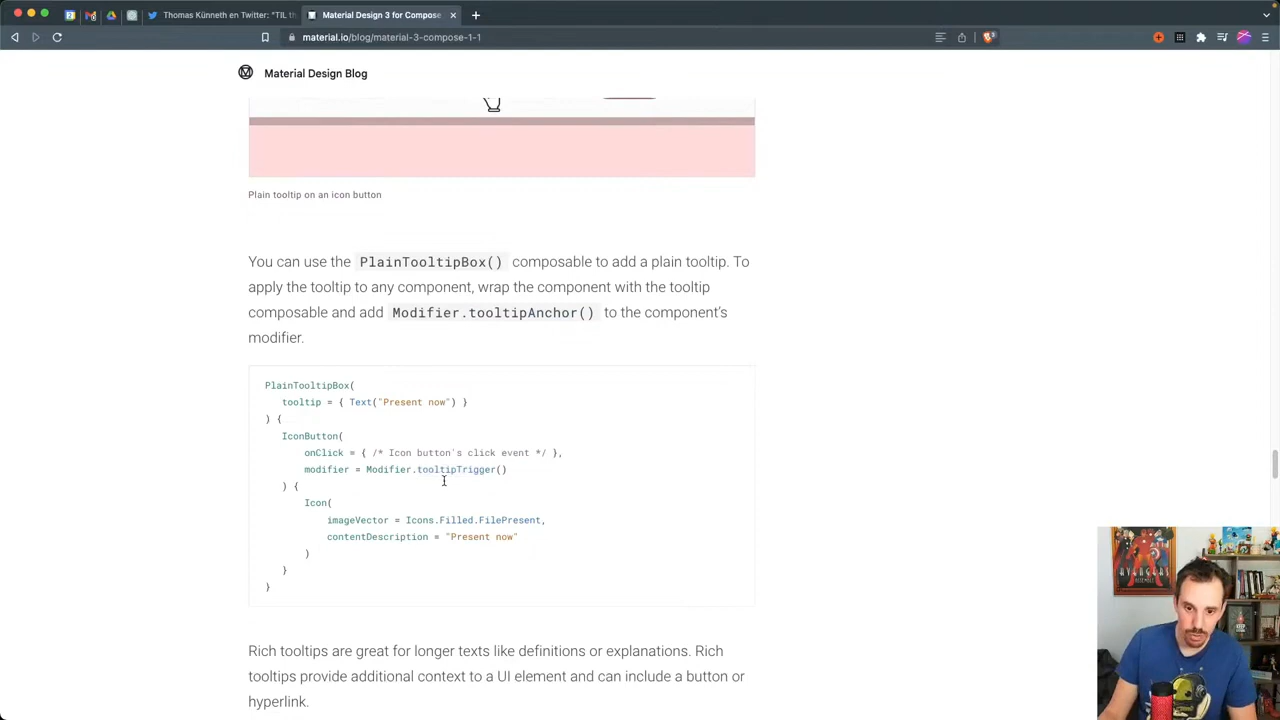 Thomas Künneth en Twitter: "TIL th
Material Design 3 for Compose
material.io/blog/material-3-compose-1-1
Material Design Blog
Plain tooltip on an icon button
You can use the PlainTooltipBox() composable to add a plain tooltip. To
apply the tooltip to any component, wrap the component with the tooltip
composable and add Modifier.tooltipAnchor() to the component's
modifier.
PlainTooltipBox(
tooltip = { Text("Present now") }
) {
IconButton(
onClick = { /* Icon button's click event */ },
modifier = Modifier.tooltipTrigger()
) {
Icon(
imageVector = Icons.Filled.FilePresent,
contentDescription = "Present now"
)
}
}
Rich tooltips are great for longer texts like definitions or explanations. Rich
tooltips provide additional context to a UI element and can include a button or
hyperlink.
AVENGERS